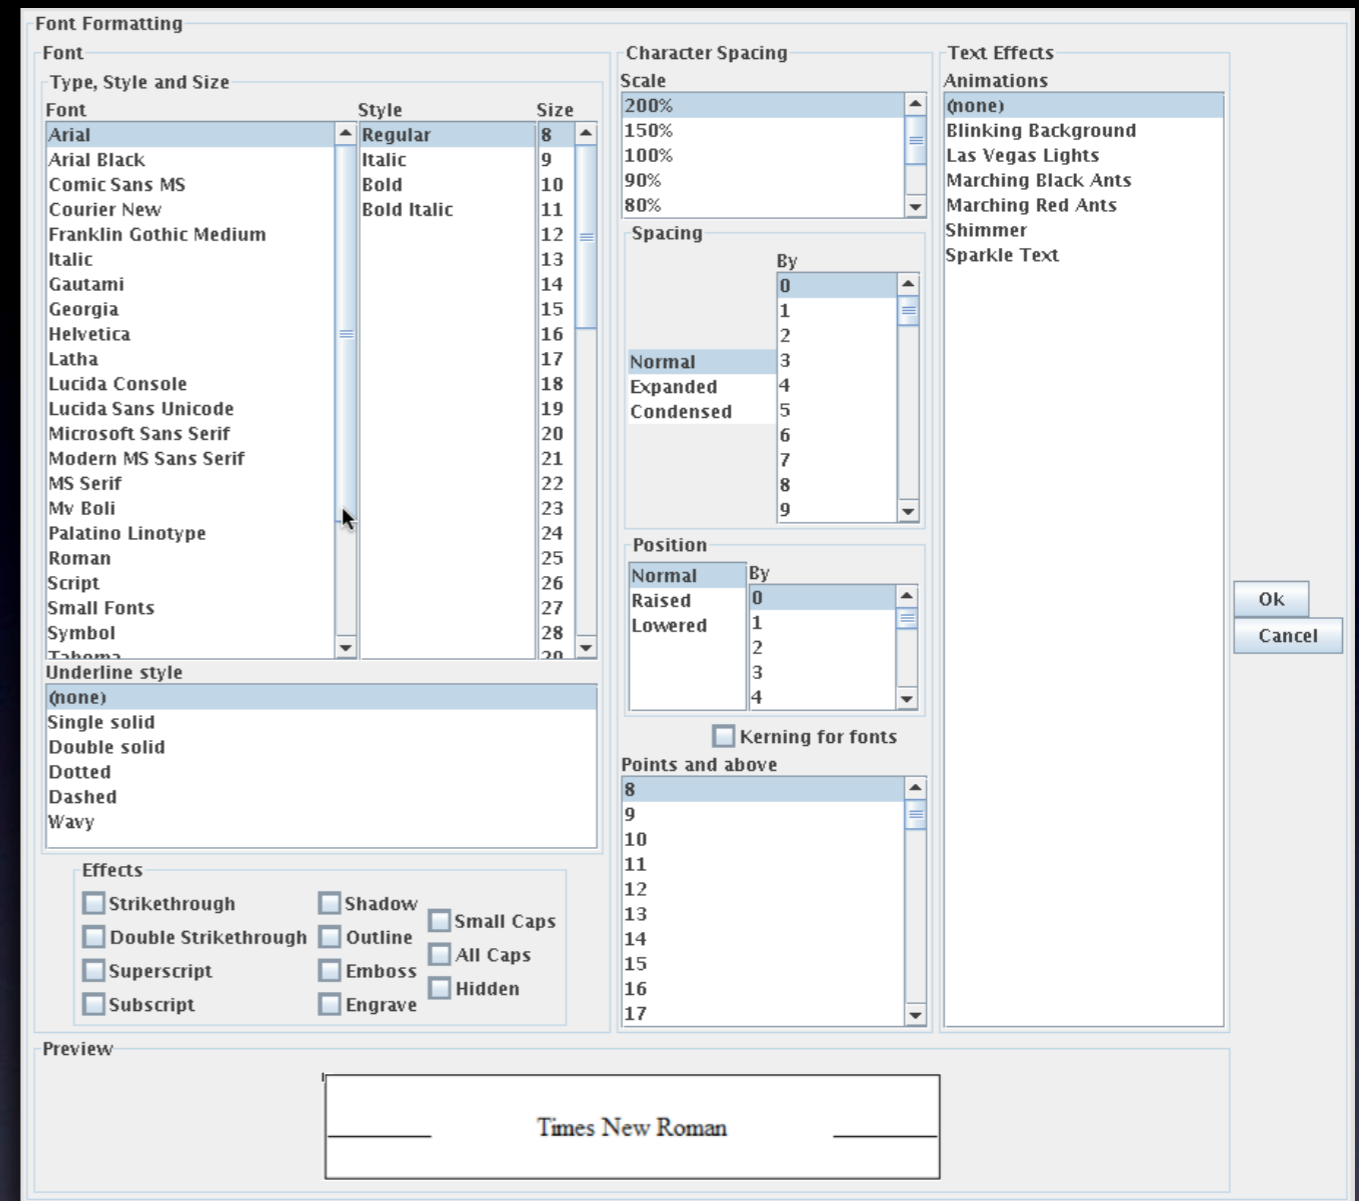 Font Formatting
Font
Type, Style and Size
Font Style Size
Arial
Arial Black
Comic Sans MS
Courier New
Franklin Gothic Medium
Italic
Gautami
Georgia
Helvetica
Latha
Lucida Console
Lucida Sans Unicode
Microsoft Sans Serif
Modern MS Sans Serif
MS Serif
Mv Boli
Palatino Linotype
Roman
Script
Small Fonts
Symbol
Tahoma
Regular
Italic
Bold
Bold Italic
8
9
10
11
12
13
14
15
16
17
18
19
20
21
22
23
24
25
26
27
28
29
Underline style
(none)
Single solid
Double solid
Dotted
Dashed
Wavy
Effects
Strikethrough
Double Strikethrough
Superscript
Subscript
Shadow
Outline
Emboss
Engrave
Small Caps
All Caps
Hidden
Character Spacing
Scale
200%
150%
100%
90%
80%
Spacing
Normal
Expanded
Condensed
By
0
1
2
3
4
5
6
7
8
9
Position
Normal
Raised
Lowered
By
0
1
2
3
4
Kerning for fonts
Points and above
8
9
10
11
12
13
14
15
16
17
Text Effects
Animations
(none)
Blinking Background
Las Vegas Lights
Marching Black Ants
Marching Red Ants
Shimmer
Sparkle Text
Ok
Cancel
Preview
Times New Roman